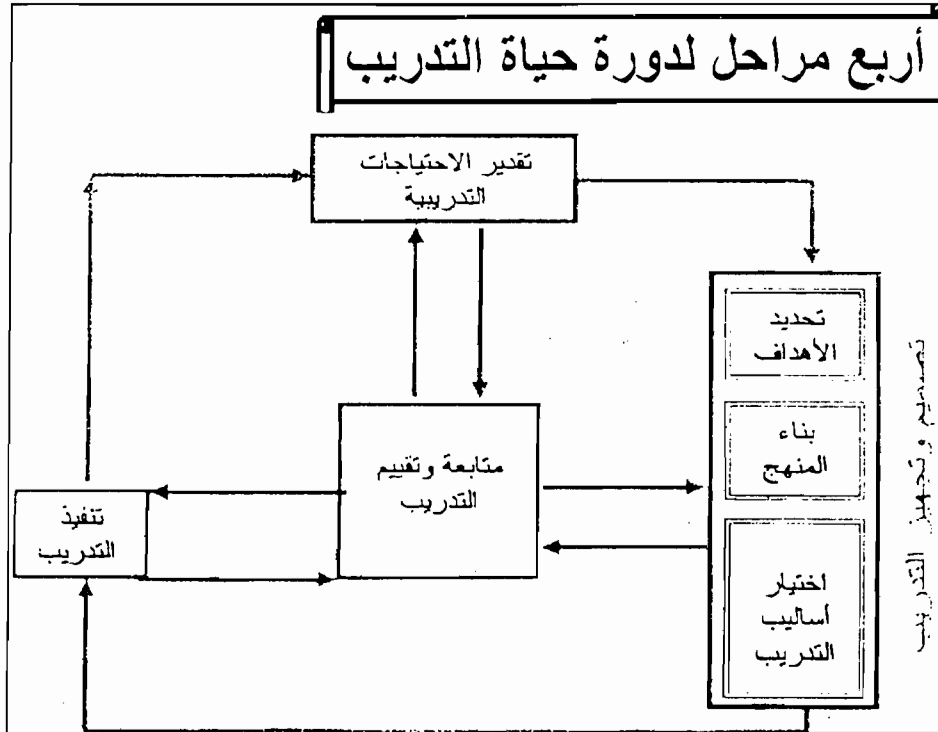 أربع مراحل لدورة حياة التدريب
تقدير الاحتياجات
التدريبية
تحديد
الأهداف
بناء
المنهج
اختيار
أساليب
التدريب
تصميم وتجهيز التدريب
متابعة وتقييم
التدريب
تنفيذ
التدريب